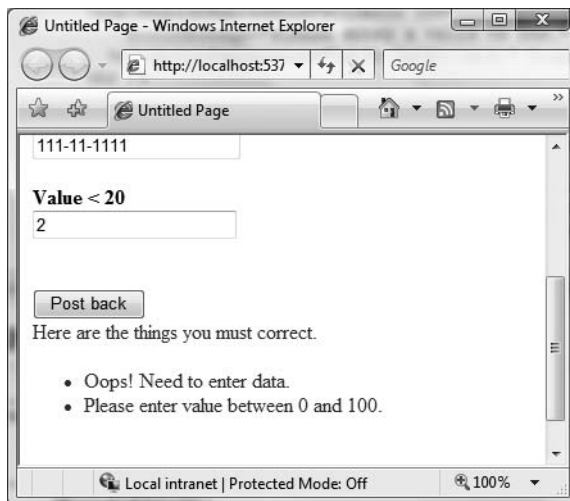 Untitled Page - Windows Internet Explorer
http://localhost:537
Google
Untitled Page
111-11-1111
Value < 20
2
Post back
Here are the things you must correct.
• Oops! Need to enter data.
• Please enter value between 0 and 100.
Local intranet | Protected Mode: Off
100%